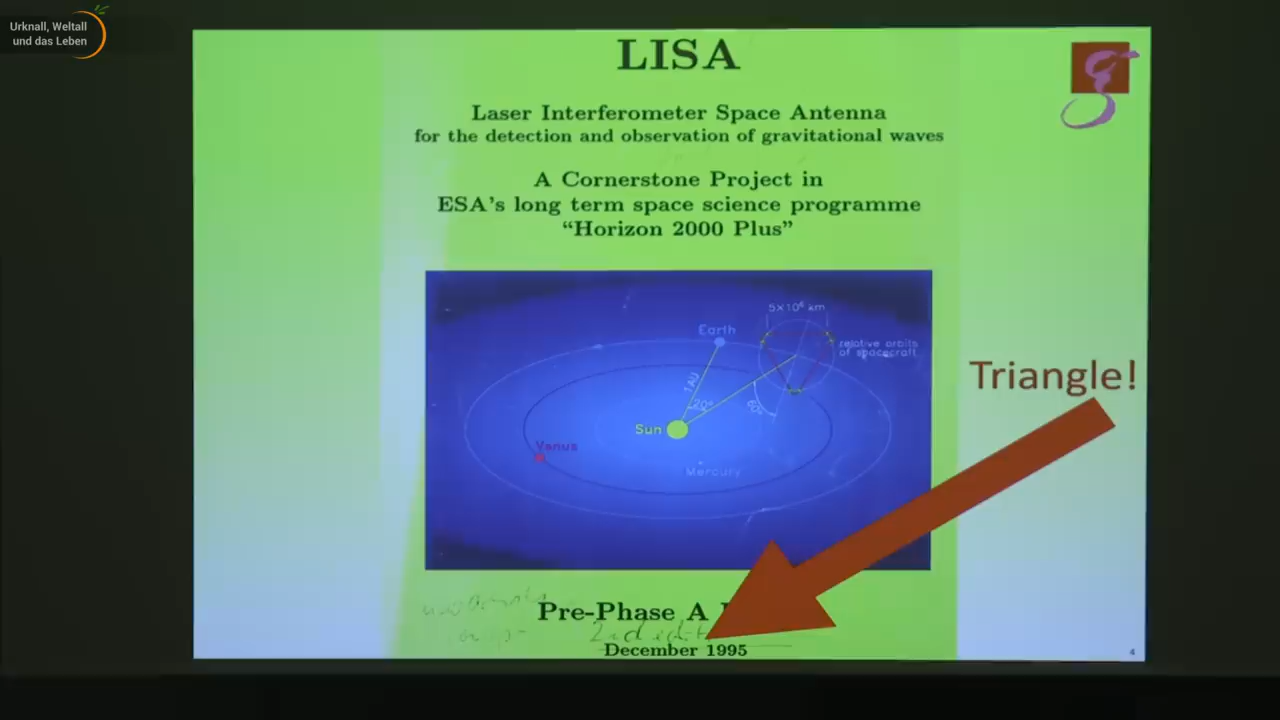 Urknall, Weltall
und das Leben
LISA
Laser Interferometer Space Antenna
for the detection and observation of gravitational waves
A Cornerstone Project in
ESA's long term space science programme
“Horizon 2000 Plus”
5×10⁶ km
Earth
relative orbits
of spacecraft
1AU
20°
60°
Sun
Venus
Mercury
Triangle!
Pre-Phase A
2nd edit
December 1995
4